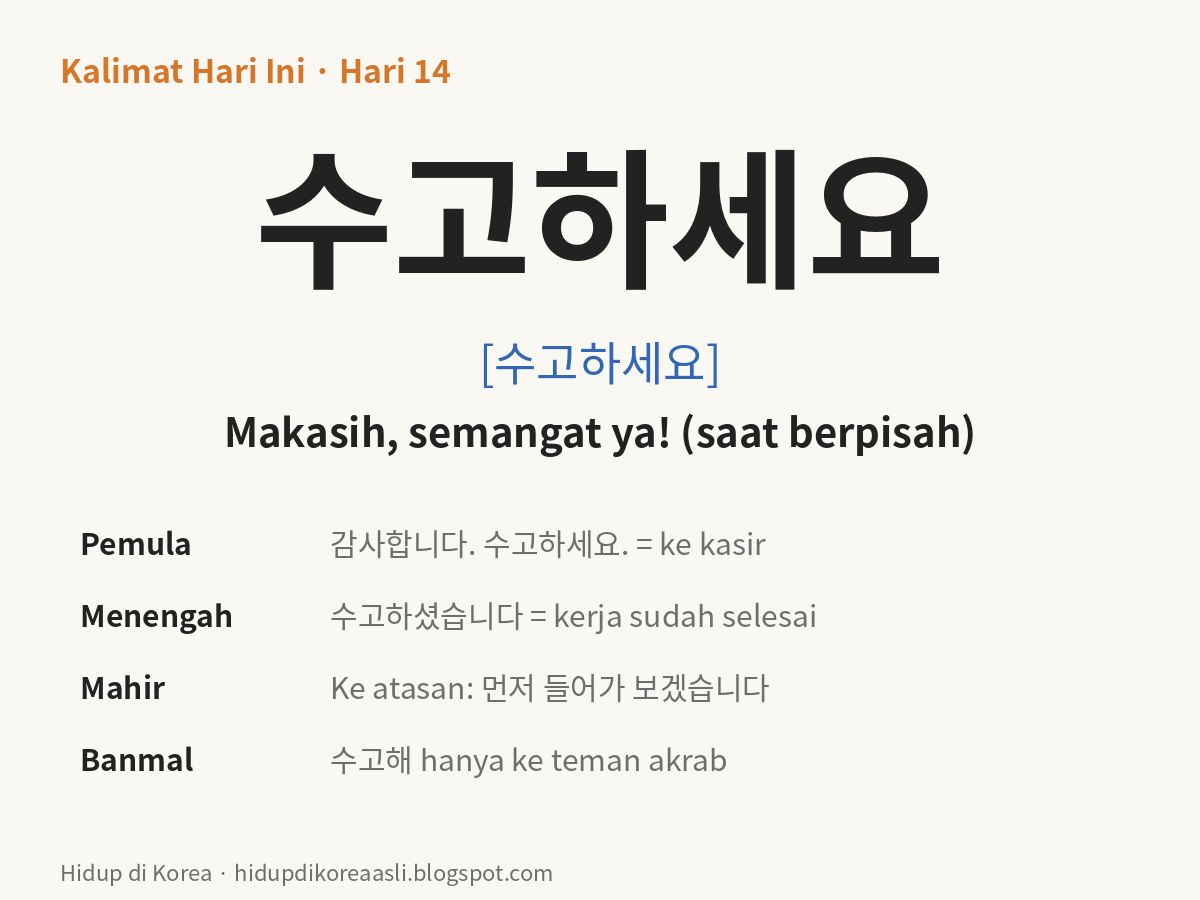 Kalimat Hari Ini · Hari 14
수고하세요
[수고하세요]
Makasih, semangat ya! (saat berpisah)
Pemula 감사합니다. 수고하세요. = ke kasir
Menengah 수고하셨습니다 = kerja sudah selesai
Mahir Ke atasan: 먼저 들어가 보겠습니다
Banmal 수고해 hanya ke teman akrab
Hidup di Korea · hidupdikoreaasli.blogspot.com